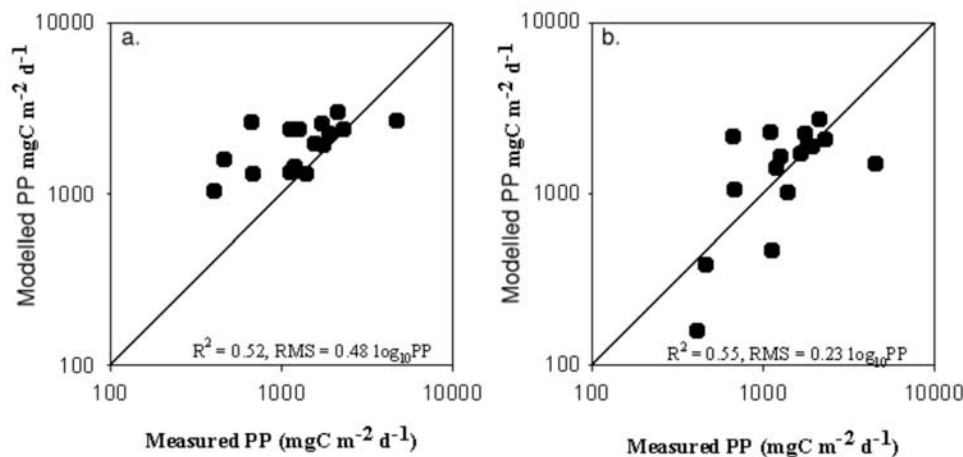 10000
a.
Modelled PP mgC m⁻² d⁻¹
1000
100
R² = 0.52, RMS = 0.48 log₁₀PP
100
1000
10000
Measured PP (mgC m⁻² d⁻¹)
10000
b.
Modelled PP mgC m⁻² d⁻¹
1000
100
R² = 0.55, RMS = 0.23 log₁₀PP
100
1000
10000
Measured PP (mgC m⁻² d⁻¹)